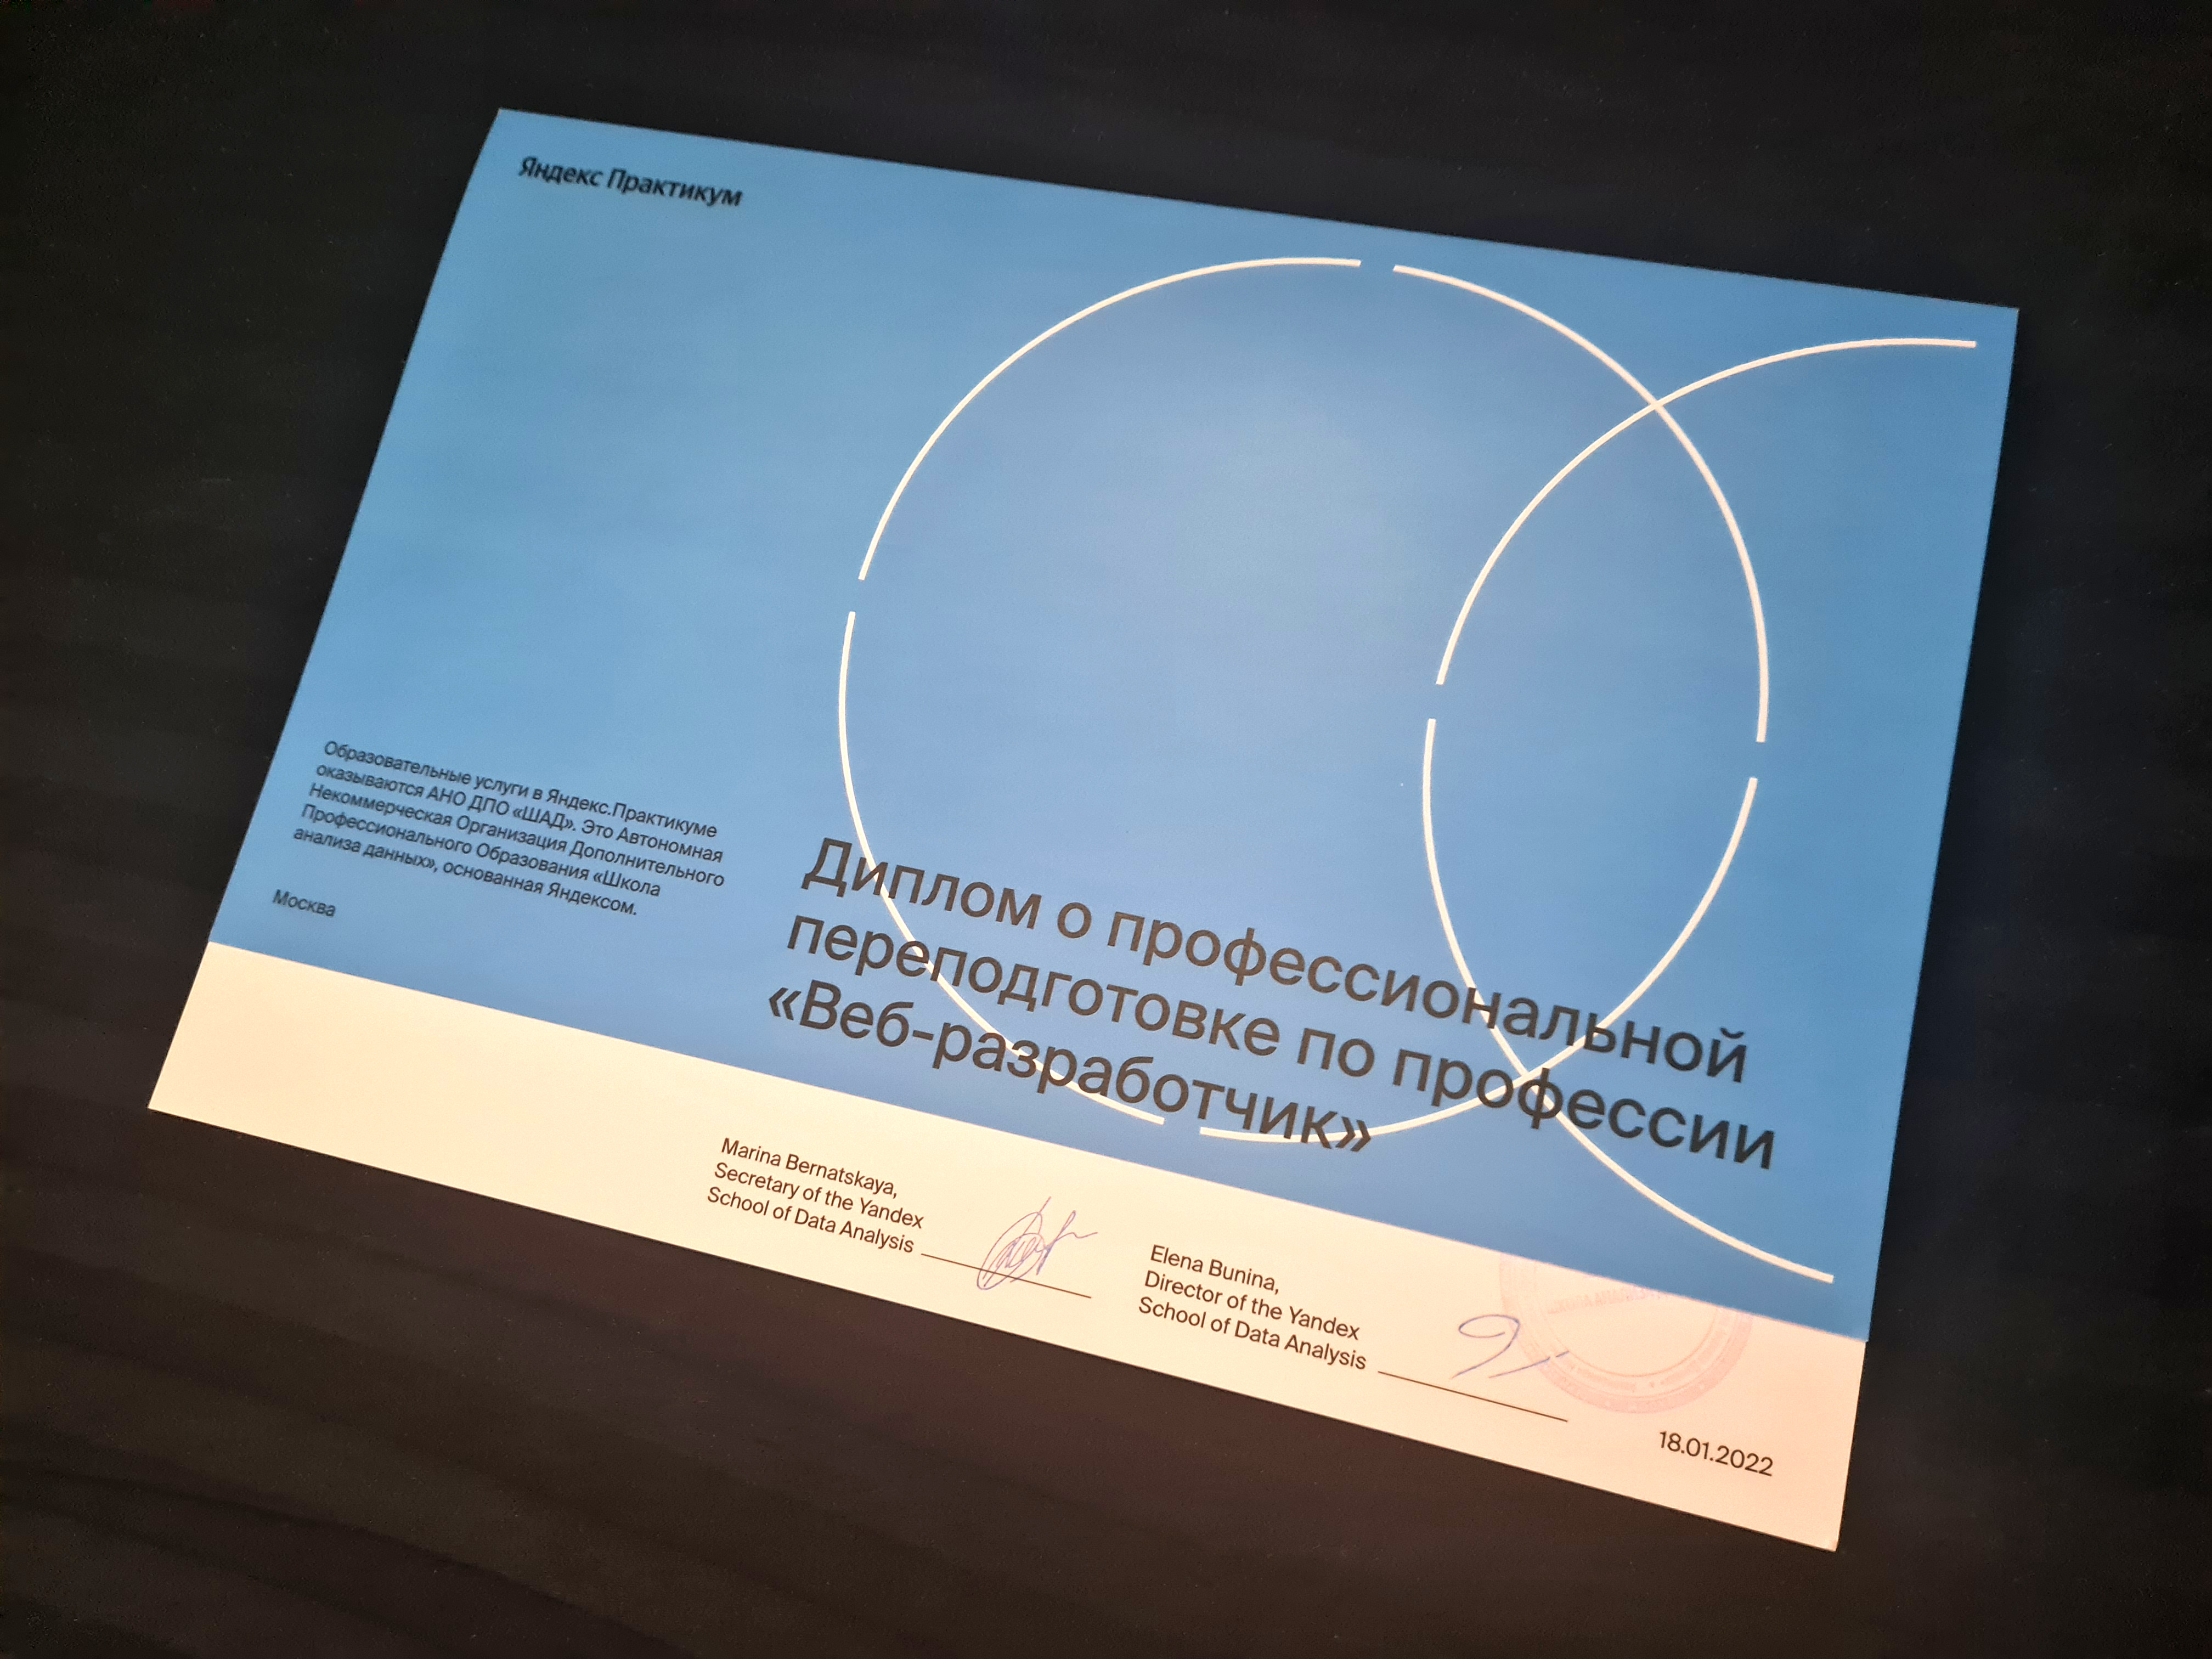 Яндекс Практикум
Образовательные услуги в Яндекс.Практикуме
оказываются АНО ДПО «ШАД». Это Автономная
Некоммерческая Организация Дополнительного
Профессионального Образования «Школа
анализа данных», основанная Яндексом.
Москва
Диплом о профессиональной
переподготовке по профессии
«Веб-разработчик»
Marina Bernatskaya,
Secretary of the Yandex
School of Data Analysis
Elena Bunina,
Director of the Yandex
School of Data Analysis
18.01.2022